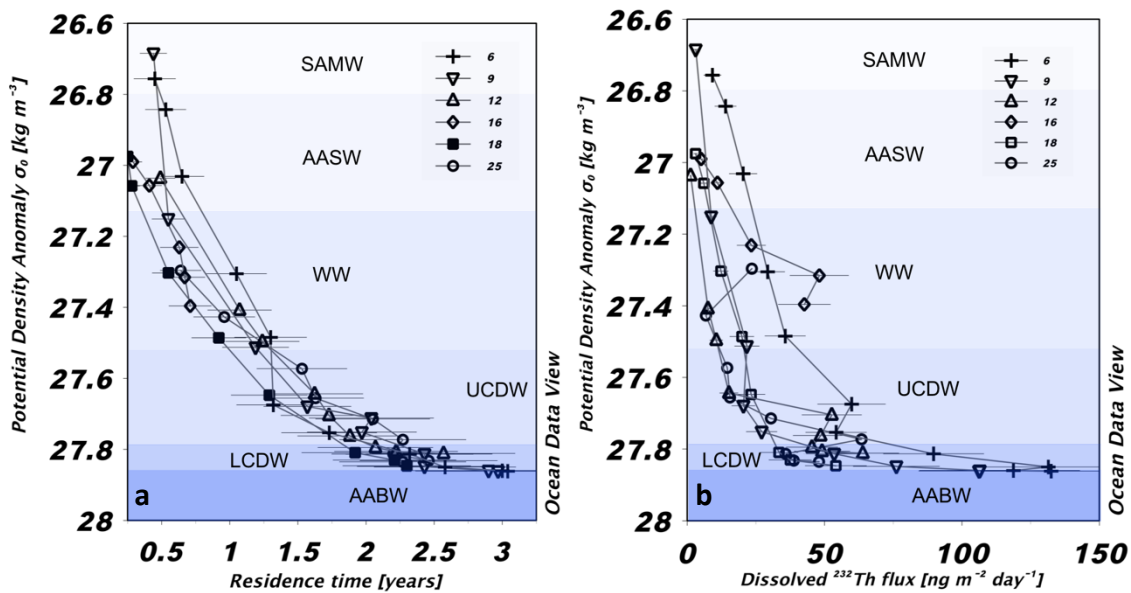 26.6
26.8
27
27.2
27.4
27.6
27.8
28
Potential Density Anomaly σ₀ [kg m⁻³]
SAMW
AASW
WW
UCDW
LCDW
AABW
6
9
12
16
18
25
a
0.5
1
1.5
2
2.5
3
Residence time [years]
Ocean Data View
26.6
26.8
27
27.2
27.4
27.6
27.8
28
Potential Density Anomaly σ₀ [kg m⁻³]
SAMW
AASW
WW
UCDW
LCDW
AABW
6
9
12
16
18
25
b
0
50
100
150
Dissolved ²³²Th flux [ng m⁻² day⁻¹]
Ocean Data View